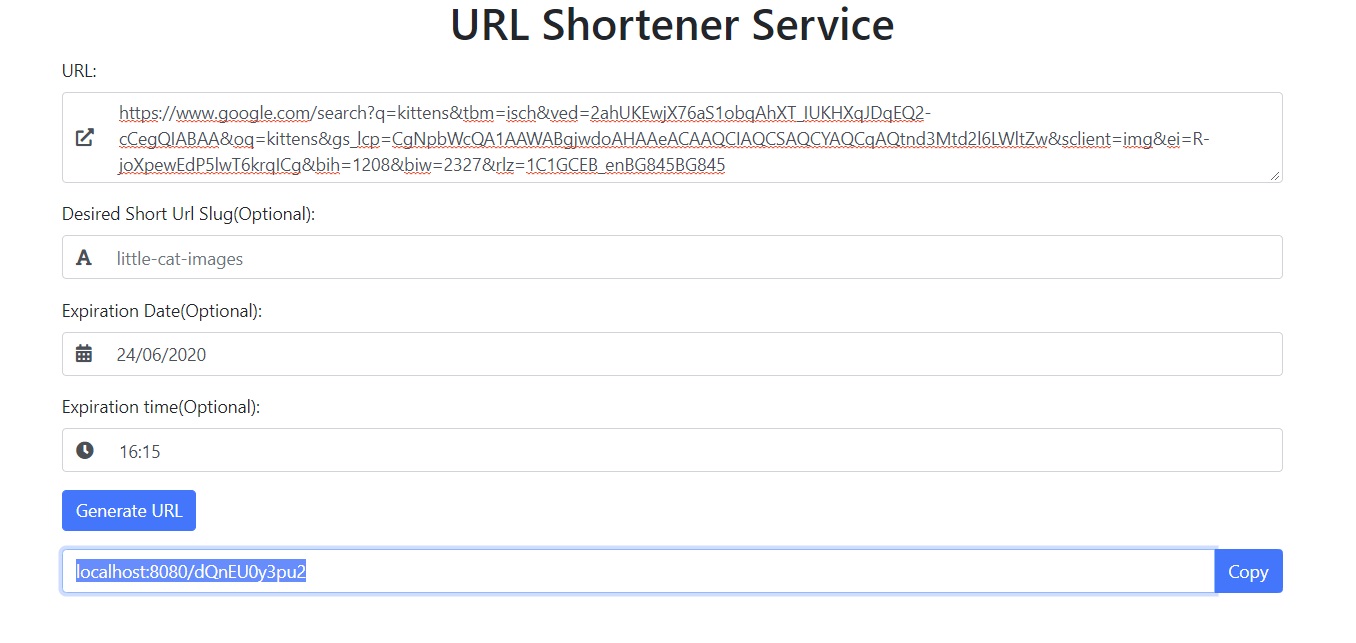 URL Shortener Service
URL:
https://www.google.com/search?q=kittens&tbm=isch&ved=2ahUKEwjX76aS1obqAhXT_IUKHXqJDqEQ2-
cCegQIABAA&oq=kittens&gs_lcp=CgNpbWcQA1AAWABgjwdoAHAAeACAAQCIAQCSAQCYAQCqAQtnd3Mtd2l6LWltZw&sclient=img&ei=R-
joXpewEdP5lwT6krqICg&bih=1208&biw=2327&rlz=1C1GCEB_enBG845BG845
Desired Short Url Slug(Optional):
little-cat-images
Expiration Date(Optional):
24/06/2020
Expiration time(Optional):
16:15
Generate URL
localhost:8080/dQnEU0y3pu2
Copy